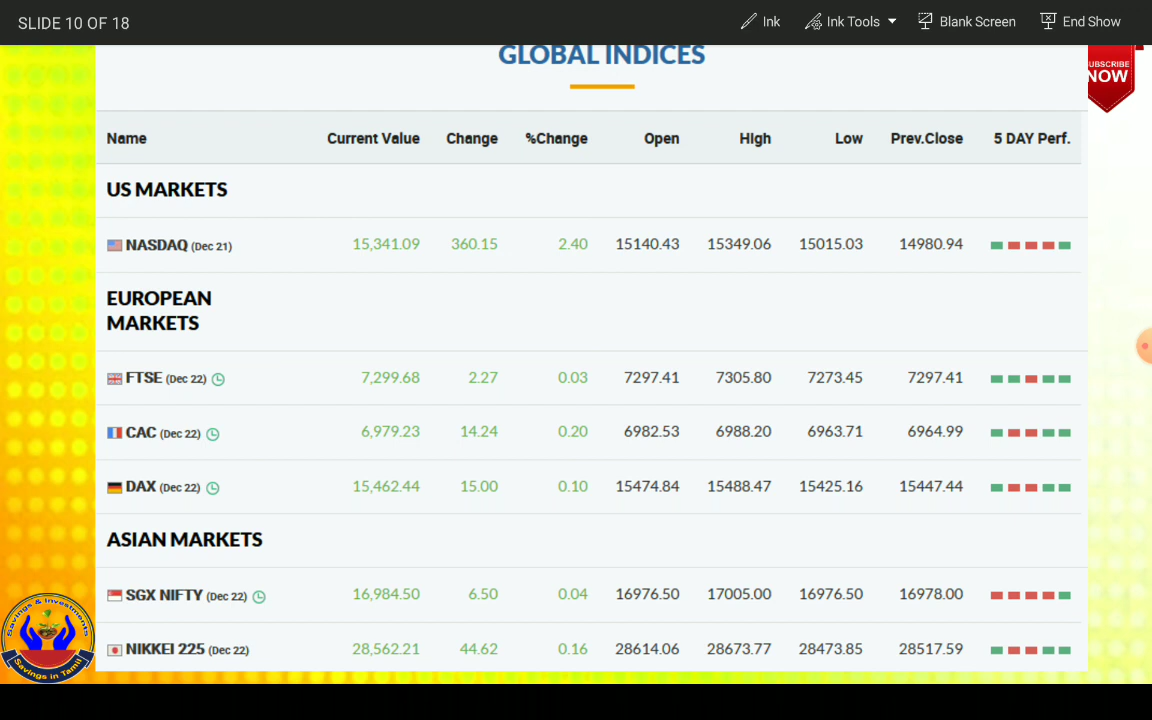 SLIDE 10 OF 18
Ink
Ink Tools
Blank Screen
End Show
GLOBAL INDICES
UBSCRIBE
NOW
Name Current Value Change %Change Open High Low Prev.Close 5 DAY Perf.
US MARKETS
NASDAQ (Dec 21) 15,341.09 360.15 2.40 15140.43 15349.06 15015.03 14980.94
EUROPEAN
MARKETS
FTSE (Dec 22) 7,299.68 2.27 0.03 7297.41 7305.80 7273.45 7297.41
CAC (Dec 22) 6,979.23 14.24 0.20 6982.53 6988.20 6963.71 6964.99
DAX (Dec 22) 15,462.44 15.00 0.10 15474.84 15488.47 15425.16 15447.44
ASIAN MARKETS
SGX NIFTY (Dec 22) 16,984.50 6.50 0.04 16976.50 17005.00 16976.50 16978.00
NIKKEI 225 (Dec 22) 28,562.21 44.62 0.16 28614.06 28673.77 28473.85 28517.59
Savings & Investments
Savings in Tamil